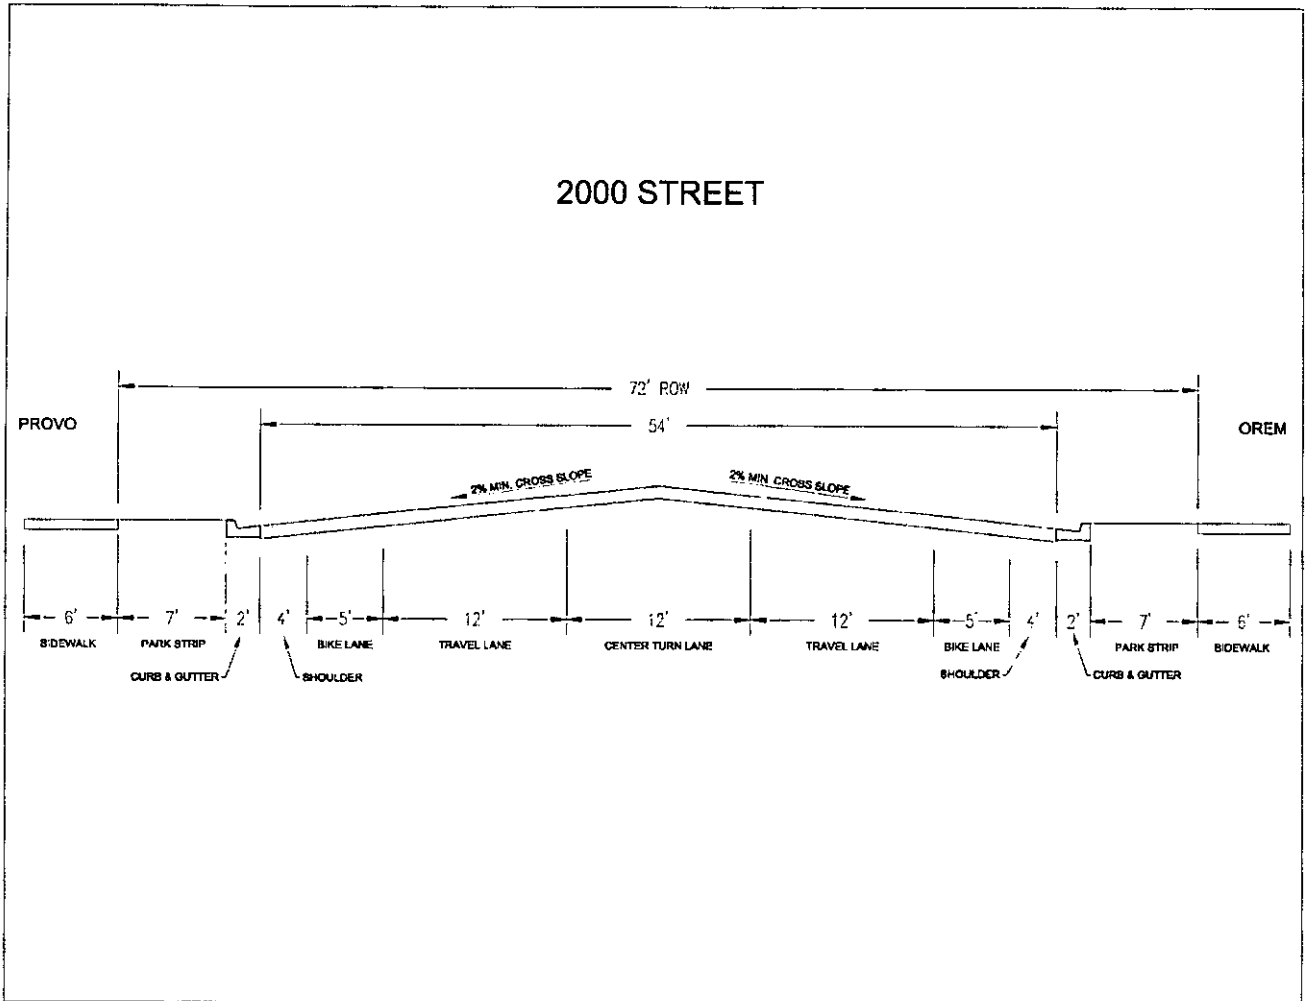 2000 STREET
72' ROW
PROVO
54'
OREM
2% MIN. CROSS SLOPE
2% MIN. CROSS SLOPE
6' 7' 2' 4' 5' 12' 12' 12' 5' 4' 2' 7' 6'
SIDEWALK PARK STRIP BIKE LANE TRAVEL LANE CENTER TURN LANE TRAVEL LANE BIKE LANE PARK STRIP SIDEWALK
CURB & GUTTER SHOULDER SHOULDER CURB & GUTTER